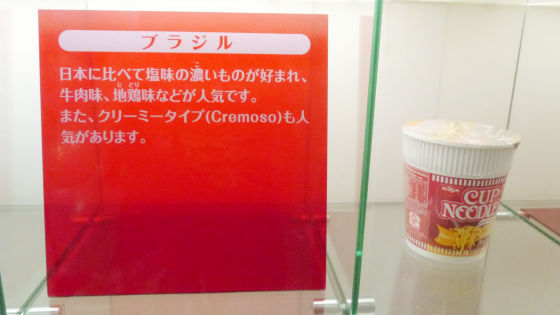 ブラジル
日本に比べて塩味の濃いものが好まれ、
牛肉味、地鶏味などが人気です。
また、クリーミータイプ(Cremoso)も人
気があります。
NISSIN
CUP
NOODLES